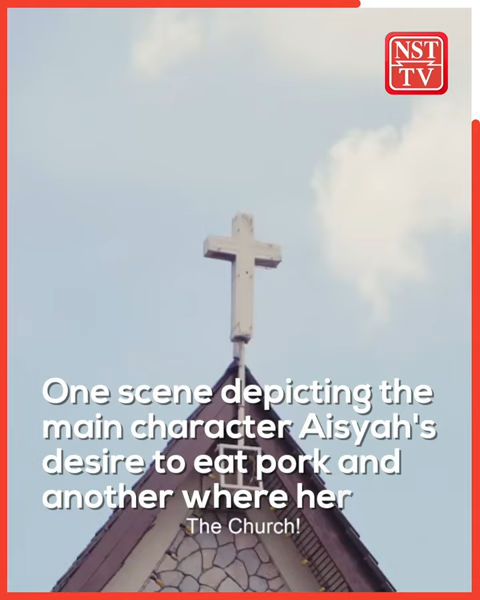 NST
TV
One scene depicting the
main character Aisyah's
desire to eat pork and
another where her
The Church!